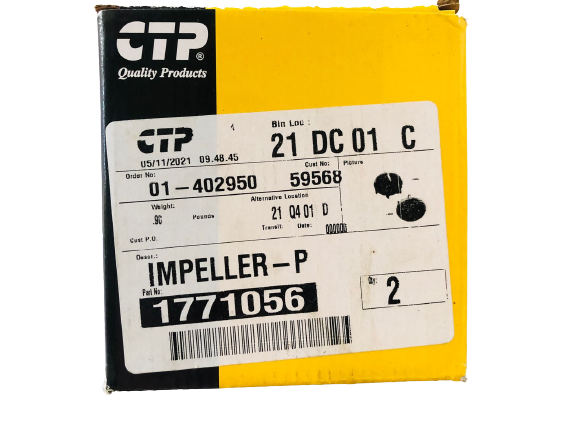 CTP®
Quality Products
CTP
Bin Loc :
21 DC 01 C
05/11/2021 09.48.45
Order No:
01-402950
Cust No:
59568
Picture
Weight:
Pounds
Alternative Location
21 Q4 01 D
Transit: Date:
000000
Cust P.O.
Descr.:
IMPELLER-P
Part No:
1771056
Qty:
2